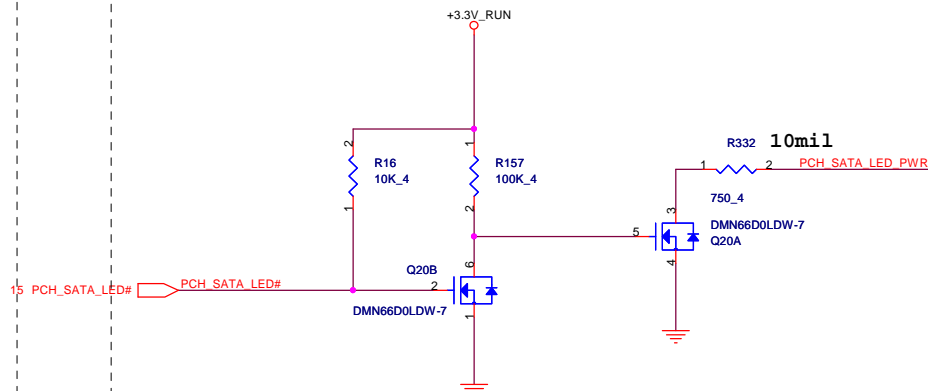 +3.3V_RUN
R332 10mil
2
1
R16
10K_4
R157
100K_4
1
2
PCH_SATA_LED_PWR
750_4
1
2
3
DMN66D0LDW-7
5
Q20A
4
6
Q20B
15 PCH_SATA_LED#
PCH_SATA_LED#
2
DMN66D0LDW-7
1